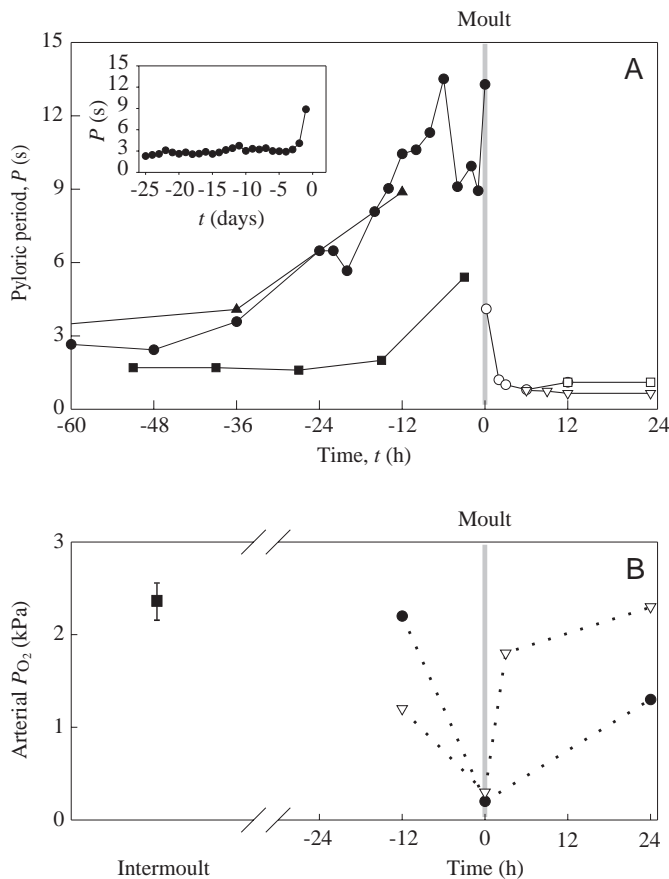 Moult
A
Pyloric period, P (s)
15
12
9
6
3
0
-60 -48 -36 -24 -12 0 12 24
Time, t (h)
P (s)
15
12
9
6
3
0
-25 -20 -15 -10 -5 0
t (days)
Moult
B
Arterial PO2 (kPa)
3
2
1
0
-24 -12 0 12 24
Intermoult Time (h)